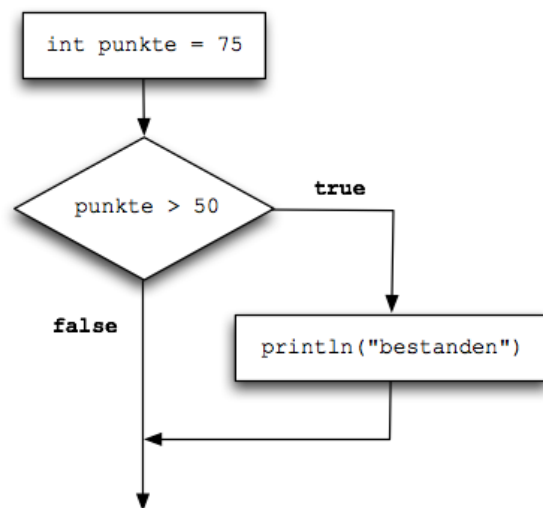 int punkte = 75
punkte > 50
true
false
println("bestanden")